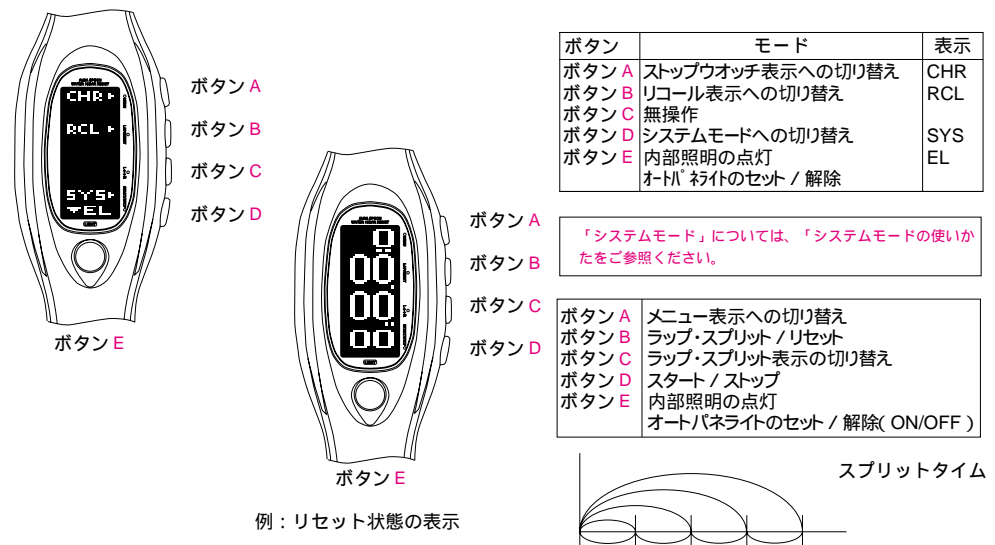 CHR
RCL
SYS
EL
LIGHT
ボタン A
ボタン B
ボタン C
ボタン D
ボタン E
0
00
00
00
LIGHT
ボタン A
ボタン B
ボタン C
ボタン D
ボタン E
例：リセット状態の表示
ボタン モード 表示
ボタン A ストップウオッチ表示への切り替え CHR
ボタン B リコール表示への切り替え RCL
ボタン C 無操作
ボタン D システムモードへの切り替え SYS
ボタン E 内部照明の点灯 EL
ｵｰﾄﾊﾟﾈﾗｲﾄのセット / 解除
「システムモード」については、「システムモードの使いか
たをご参照ください。
ボタン A メニュー表示への切り替え
ボタン B ラップ･スプリット / リセット
ボタン C ラップ･スプリット表示の切り替え
ボタン D スタート / ストップ
ボタン E 内部照明の点灯
オートパネライトのセット / 解除( ON/OFF )
スプリットタイム